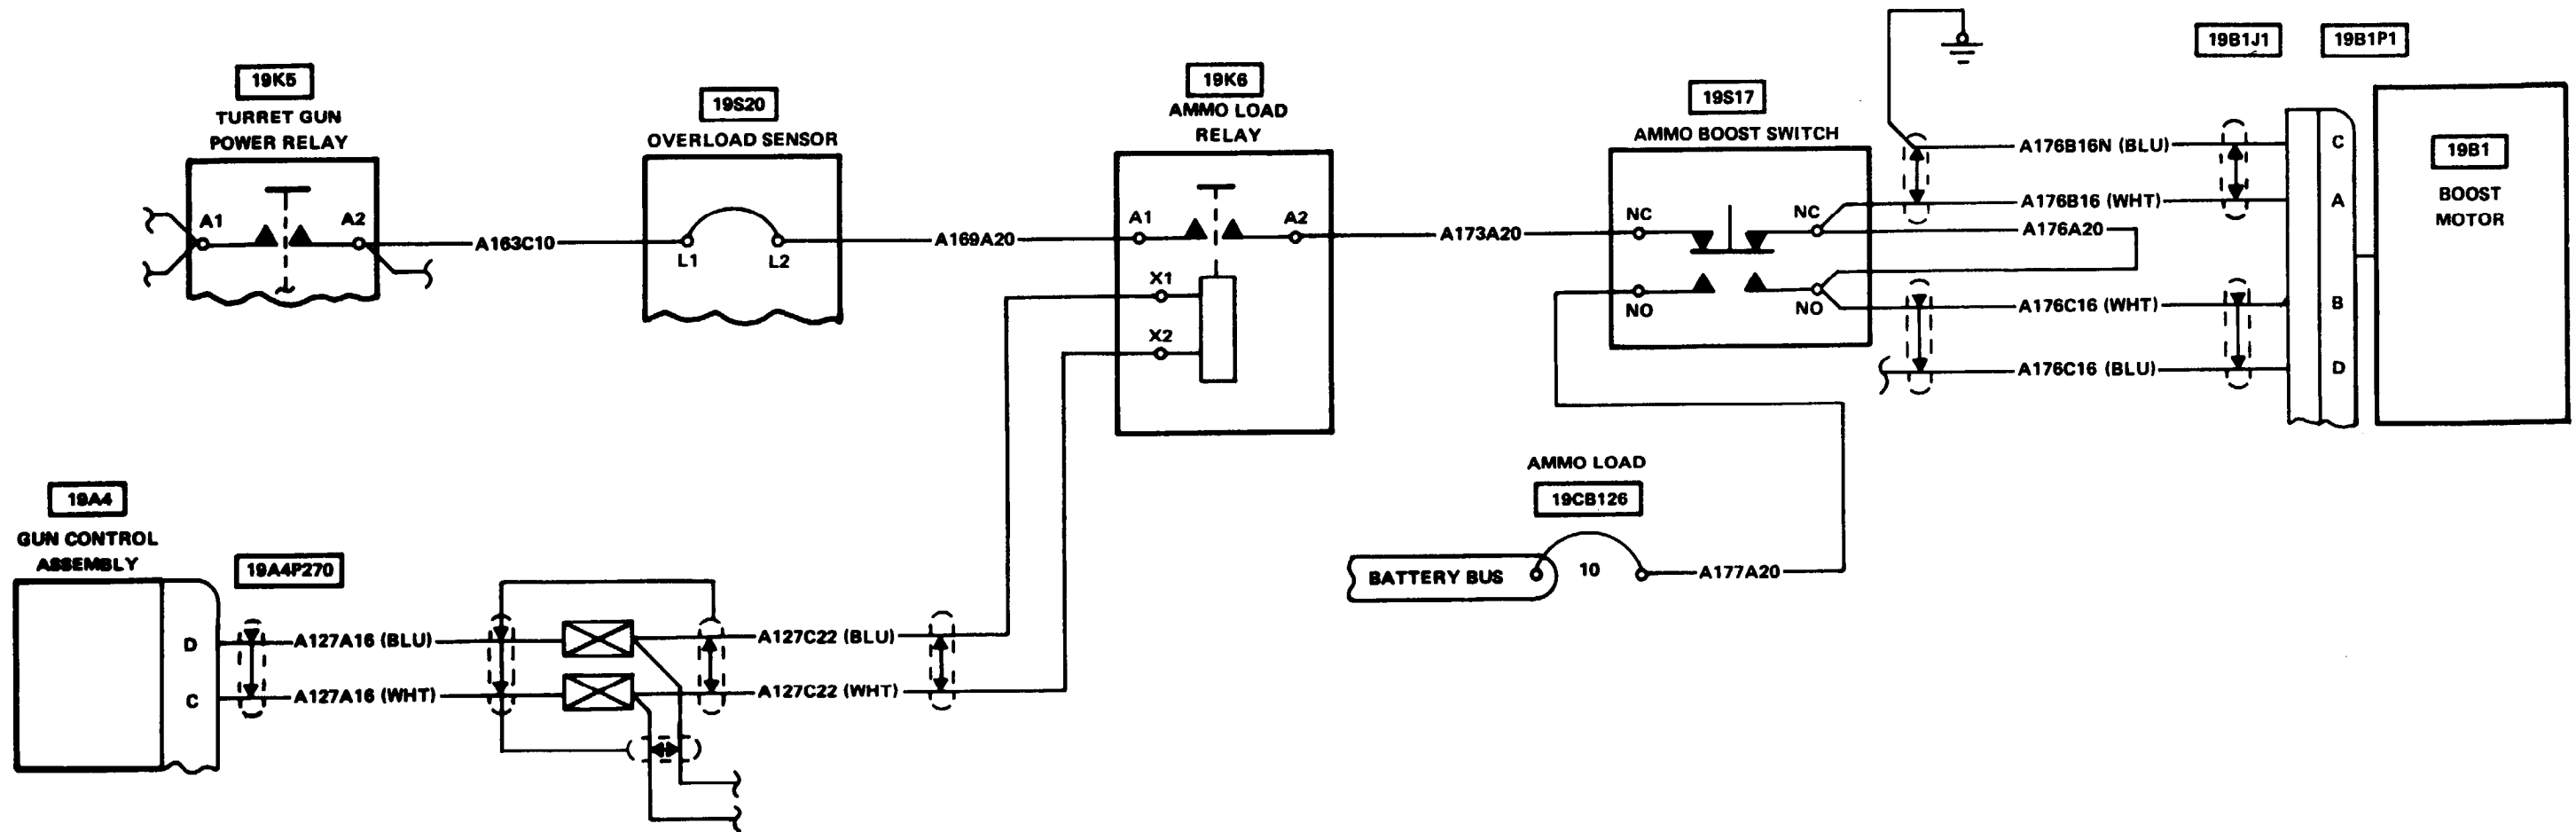 19K5
TURRET GUN
POWER RELAY
A1
A2
A163C10
19S20
OVERLOAD SENSOR
L1
L2
A169A20
19K6
AMMO LOAD
RELAY
A1
A2
X1
X2
A173A20
19S17
AMMO BOOST SWITCH
NC
NC
NO
NO
19B1J1
19B1P1
A176B16N (BLU)
C
A176B16 (WHT)
A
A176A20
A176C16 (WHT)
B
A176C16 (BLU)
D
19B1
BOOST
MOTOR
AMMO LOAD
19CB126
BATTERY BUS
10
A177A20
19A4
GUN CONTROL
ASSEMBLY
19A4P270
D
A127A16 (BLU)
A127C22 (BLU)
C
A127A16 (WHT)
A127C22 (WHT)